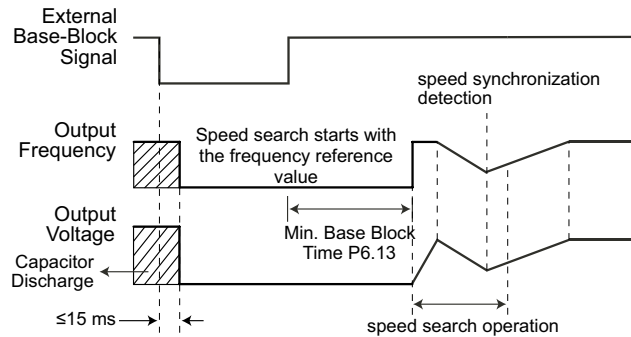 External
Base-Block
Signal
speed synchronization
detection
Output
Frequency
Speed search starts with
the frequency reference
value
Output
Voltage
Min. Base Block
Time P6.13
Capacitor
Discharge
≤15 ms
speed search operation